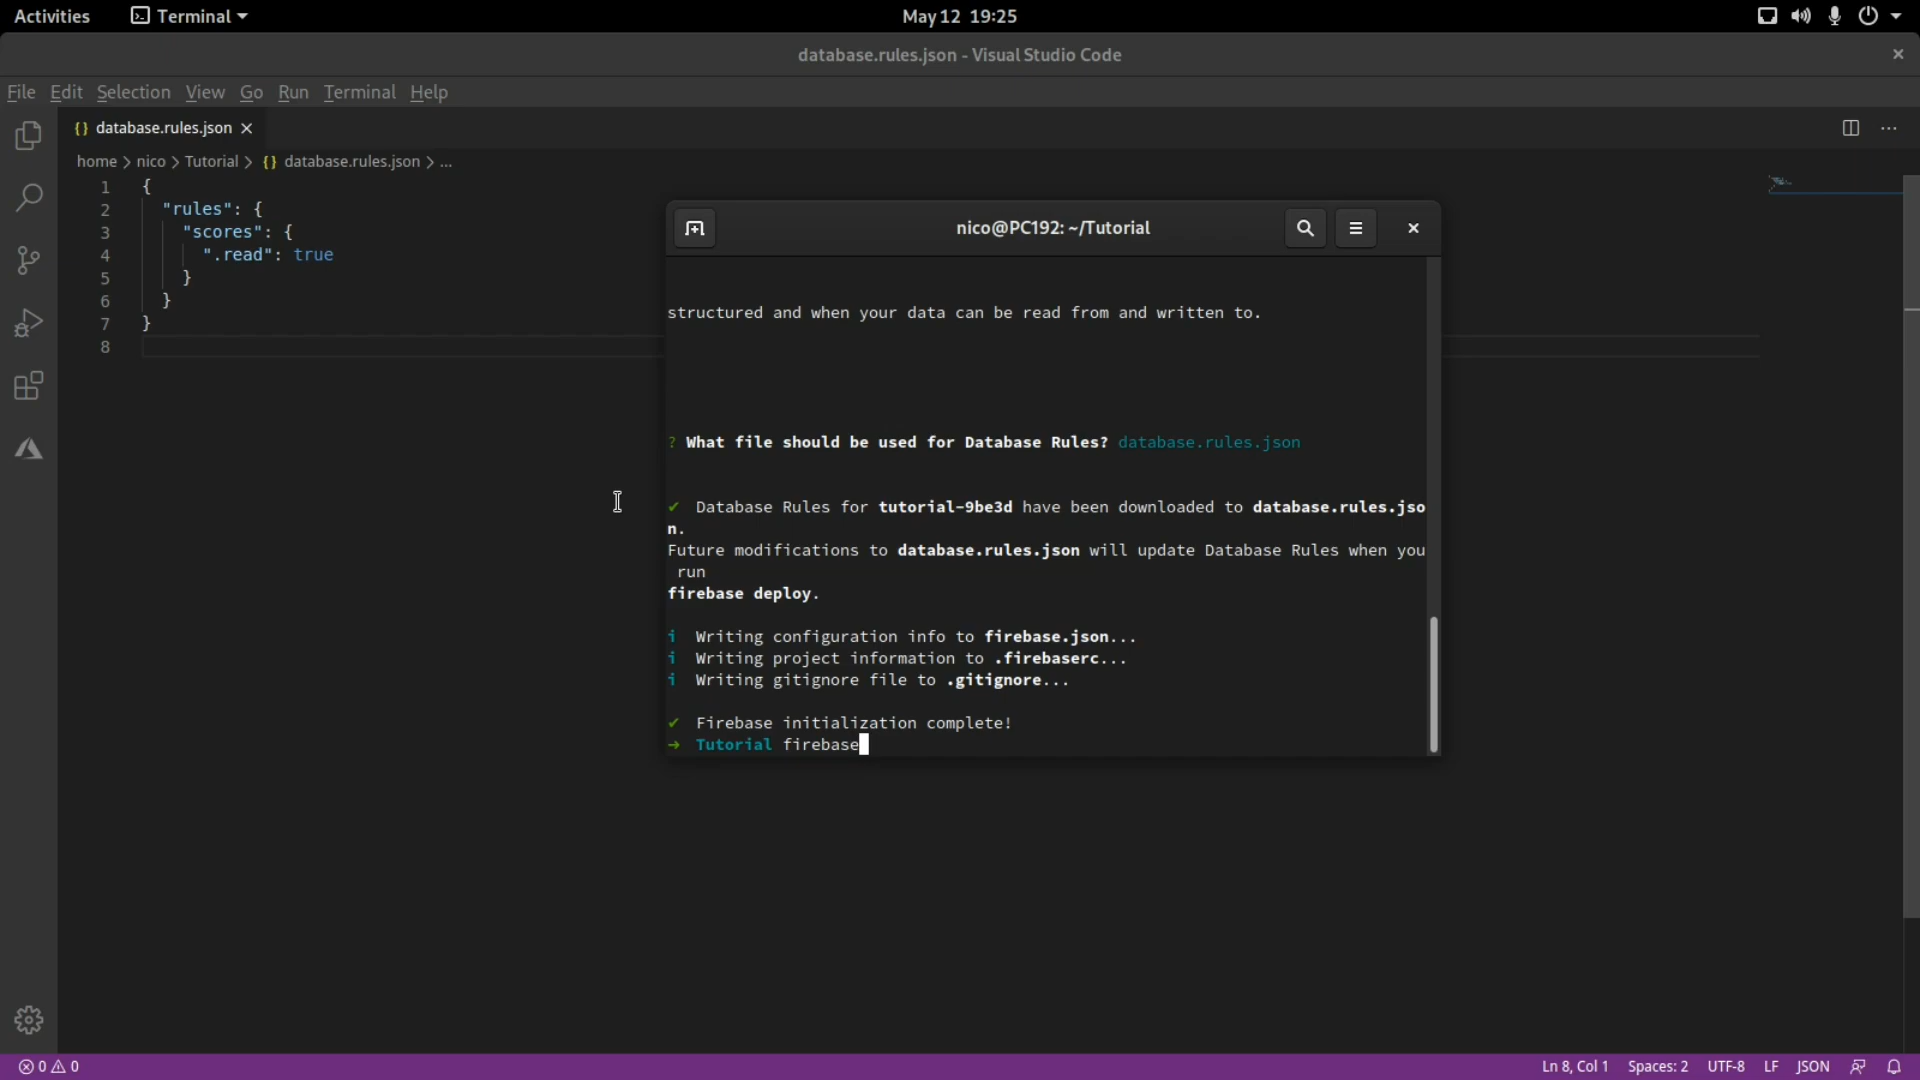 Activities Terminal May 12 19:25
database.rules.json - Visual Studio Code
File Edit Selection View Go Run Terminal Help
{} database.rules.json
home > nico > Tutorial > {} database.rules.json > ...
1 {
2 "rules": {
3 "scores": {
4 ".read": true
5 }
6 }
7 }
8
nico@PC192: ~/Tutorial
structured and when your data can be read from and written to.
? What file should be used for Database Rules? database.rules.json
✔ Database Rules for tutorial-9be3d have been downloaded to database.rules.jso
n.
Future modifications to database.rules.json will update Database Rules when you
run
firebase deploy.
i Writing configuration info to firebase.json...
i Writing project information to .firebaserc...
i Writing gitignore file to .gitignore...
✔ Firebase initialization complete!
→ Tutorial firebase
0 0 Ln 8, Col 1 Spaces: 2 UTF-8 LF JSON